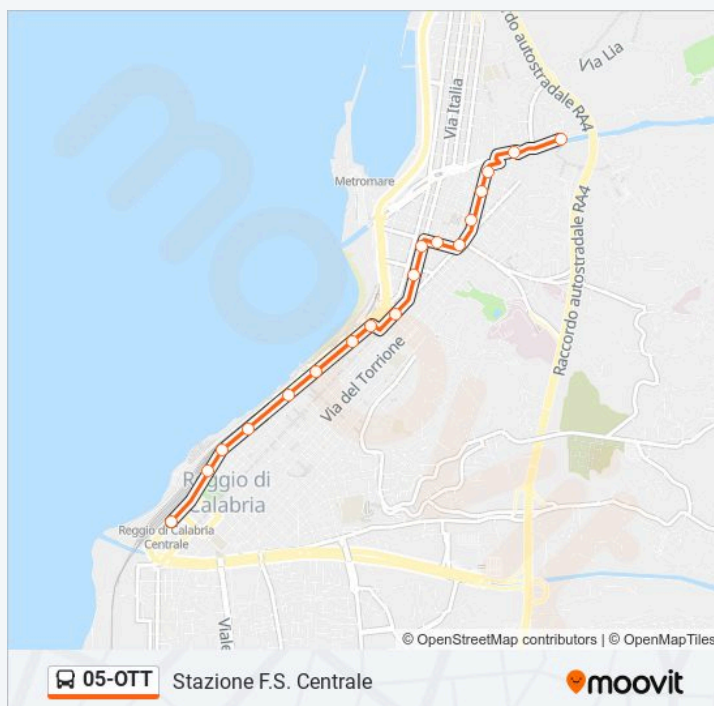 Raccordo autostradale RA4
Via Lia
Via Italia
Metromare
Raccordo autostradale RA4
Via del Torrione
Reggio di
Calabria
Reggio di Calabria
Centrale
Viale
© OpenStreetMap contributors | © OpenMapTiles
05-OTT Stazione F.S. Centrale
moovit